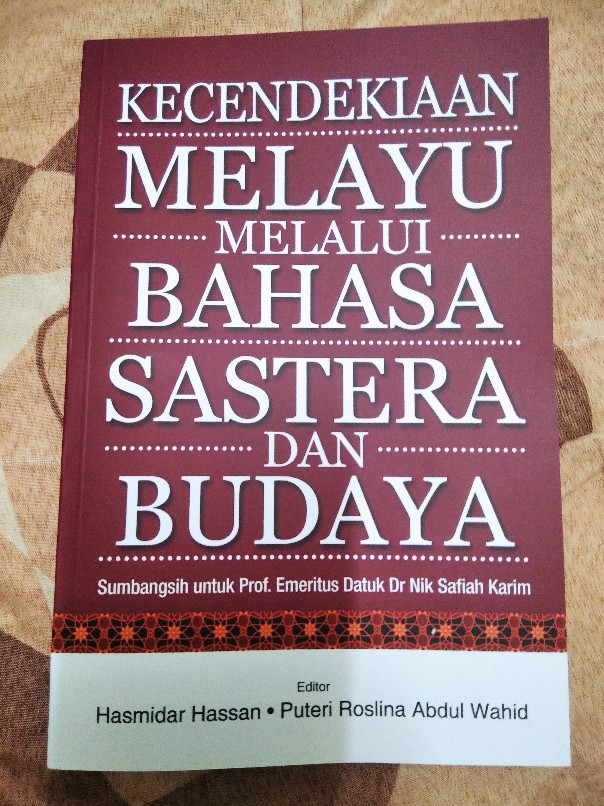 KECENDEKIAAN
MELAYU
MELALUI
BAHASA
SASTERA
DAN
BUDAYA
Sumbangsih untuk Prof. Emeritus Datuk Dr Nik Safiah Karim
Editor
Hasmidar Hassan • Puteri Roslina Abdul Wahid